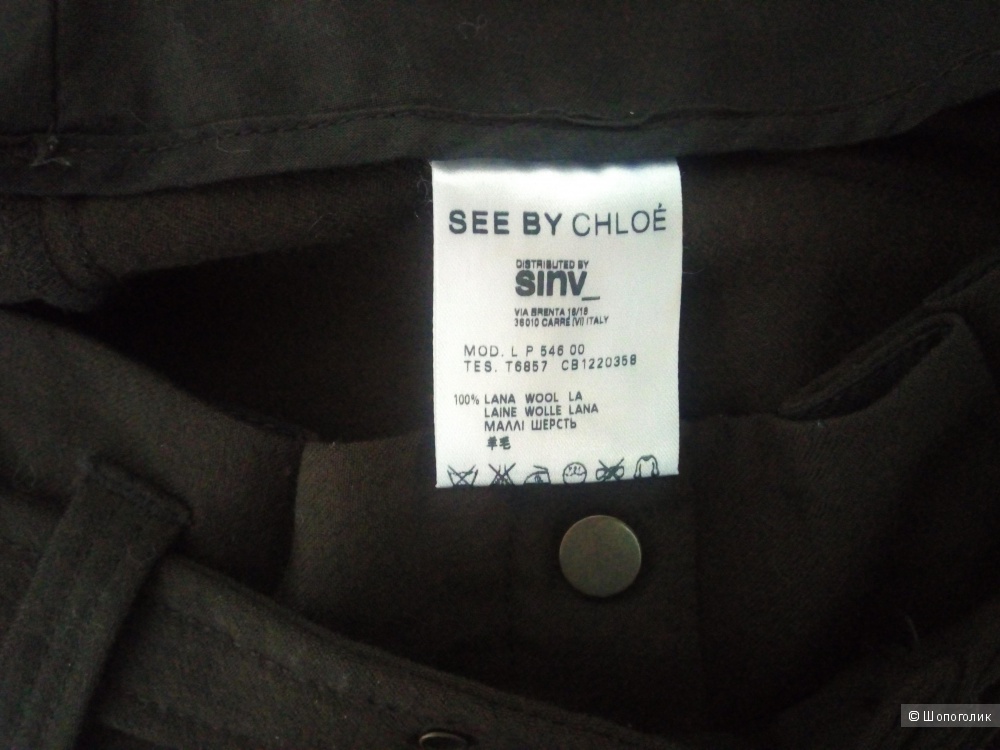 SEE BY CHLOÉ
DISTRIBUTED BY
sinv_
VIA BRENTA 16/18
36010 CARRÈ (VI) ITALY
MOD. L P 546 00
TES. T6857 CB1220358
100% LANA WOOL LA
LAINE WOLLE LANA
ΜΑΛΛΙ ШЕРСТЬ
羊毛
© Шопоголик